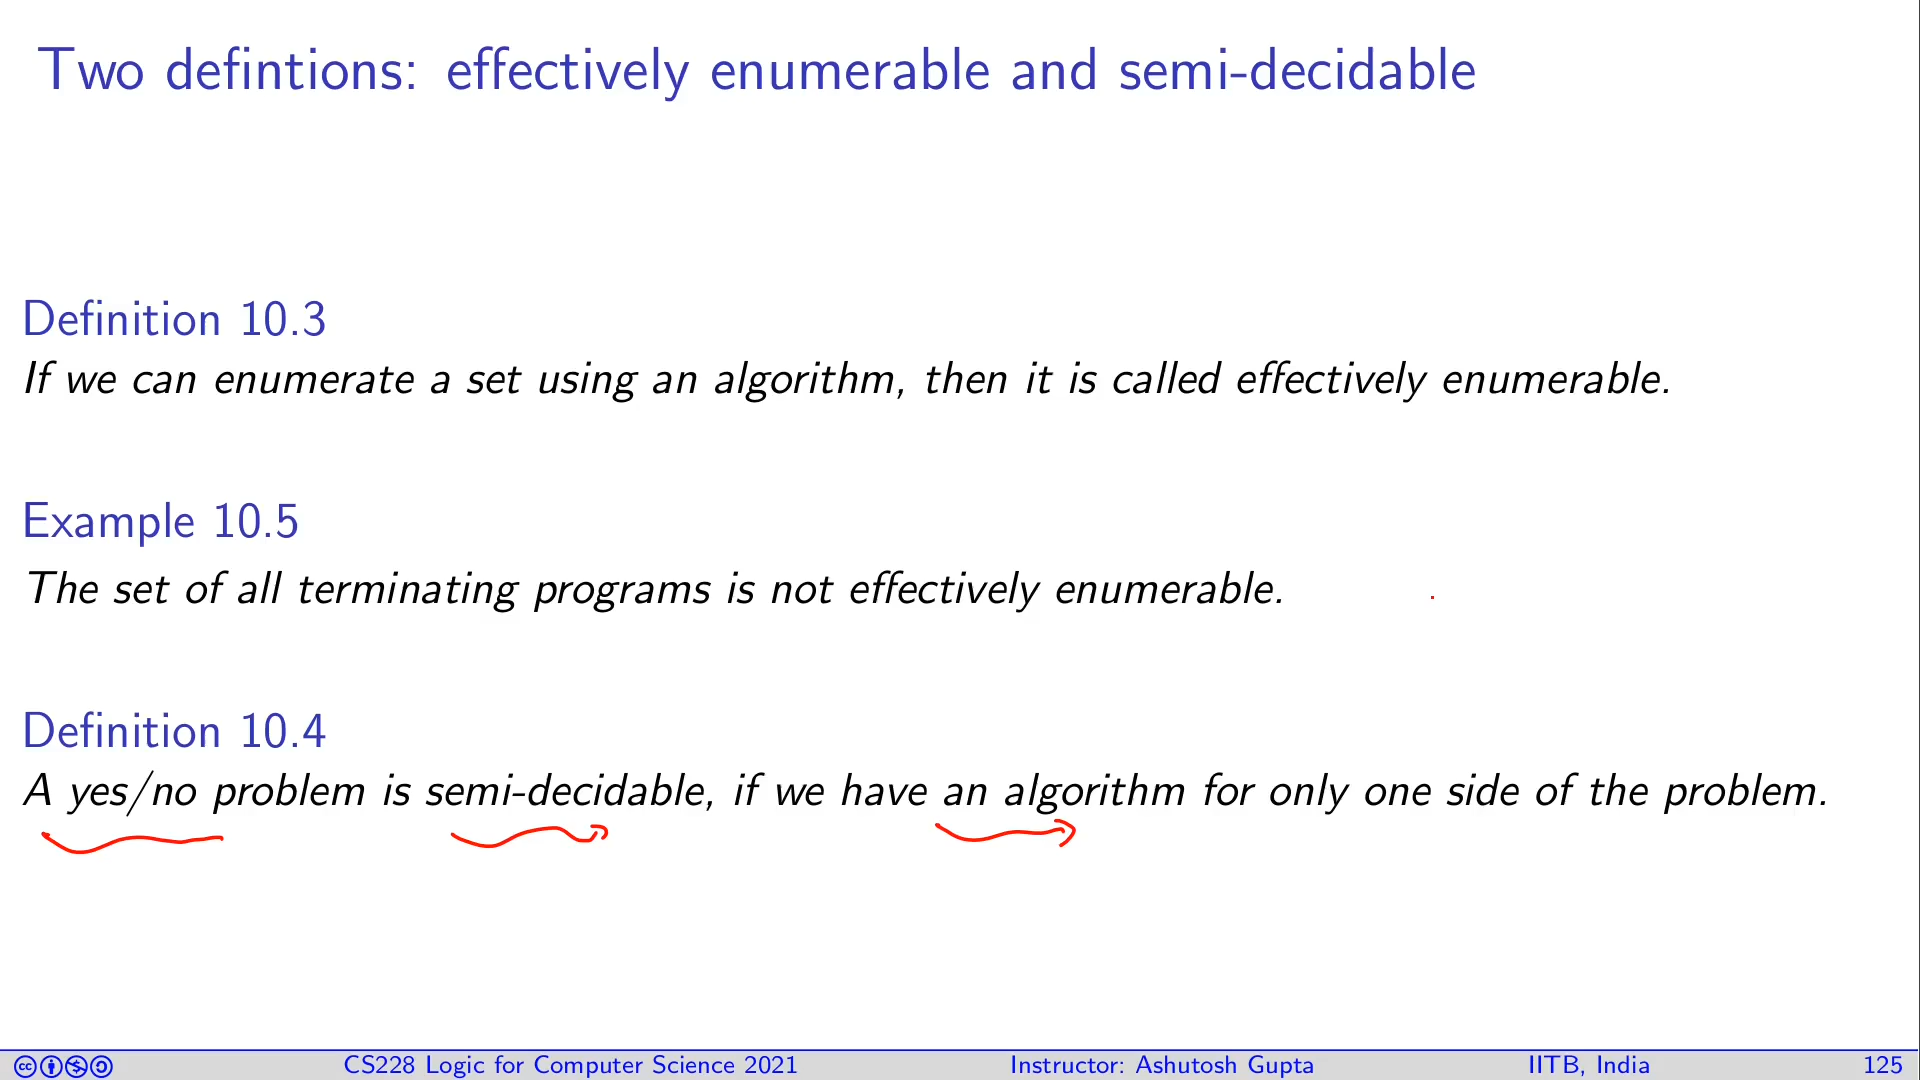 Two defintions: effectively enumerable and semi-decidable
Definition 10.3
If we can enumerate a set using an algorithm, then it is called effectively enumerable.
Example 10.5
The set of all terminating programs is not effectively enumerable.
Definition 10.4
A yes/no problem is semi-decidable, if we have an algorithm for only one side of the problem.
CS228 Logic for Computer Science 2021 Instructor: Ashutosh Gupta IITB, India 125